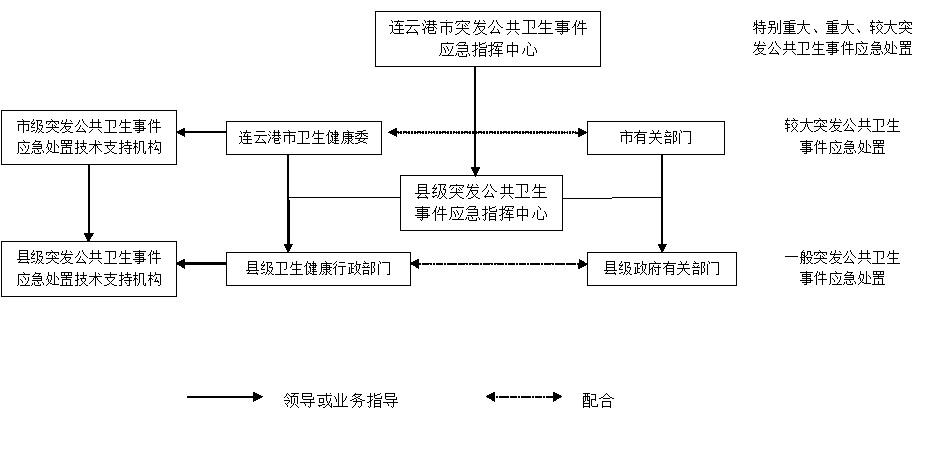 连云港市突发公共卫生事件
应急指挥中心
特别重大、重大、较大突
发公共卫生事件应急处置
市级突发公共卫生事件
应急处置技术支持机构
连云港市卫生健康委
市有关部门
较大突发公共卫生
事件应急处置
县级突发公共卫生
事件应急指挥中心
县级突发公共卫生事件
应急处置技术支持机构
县级卫生健康行政部门
县级政府有关部门
一般突发公共卫生
事件应急处置
领导或业务指导
配合